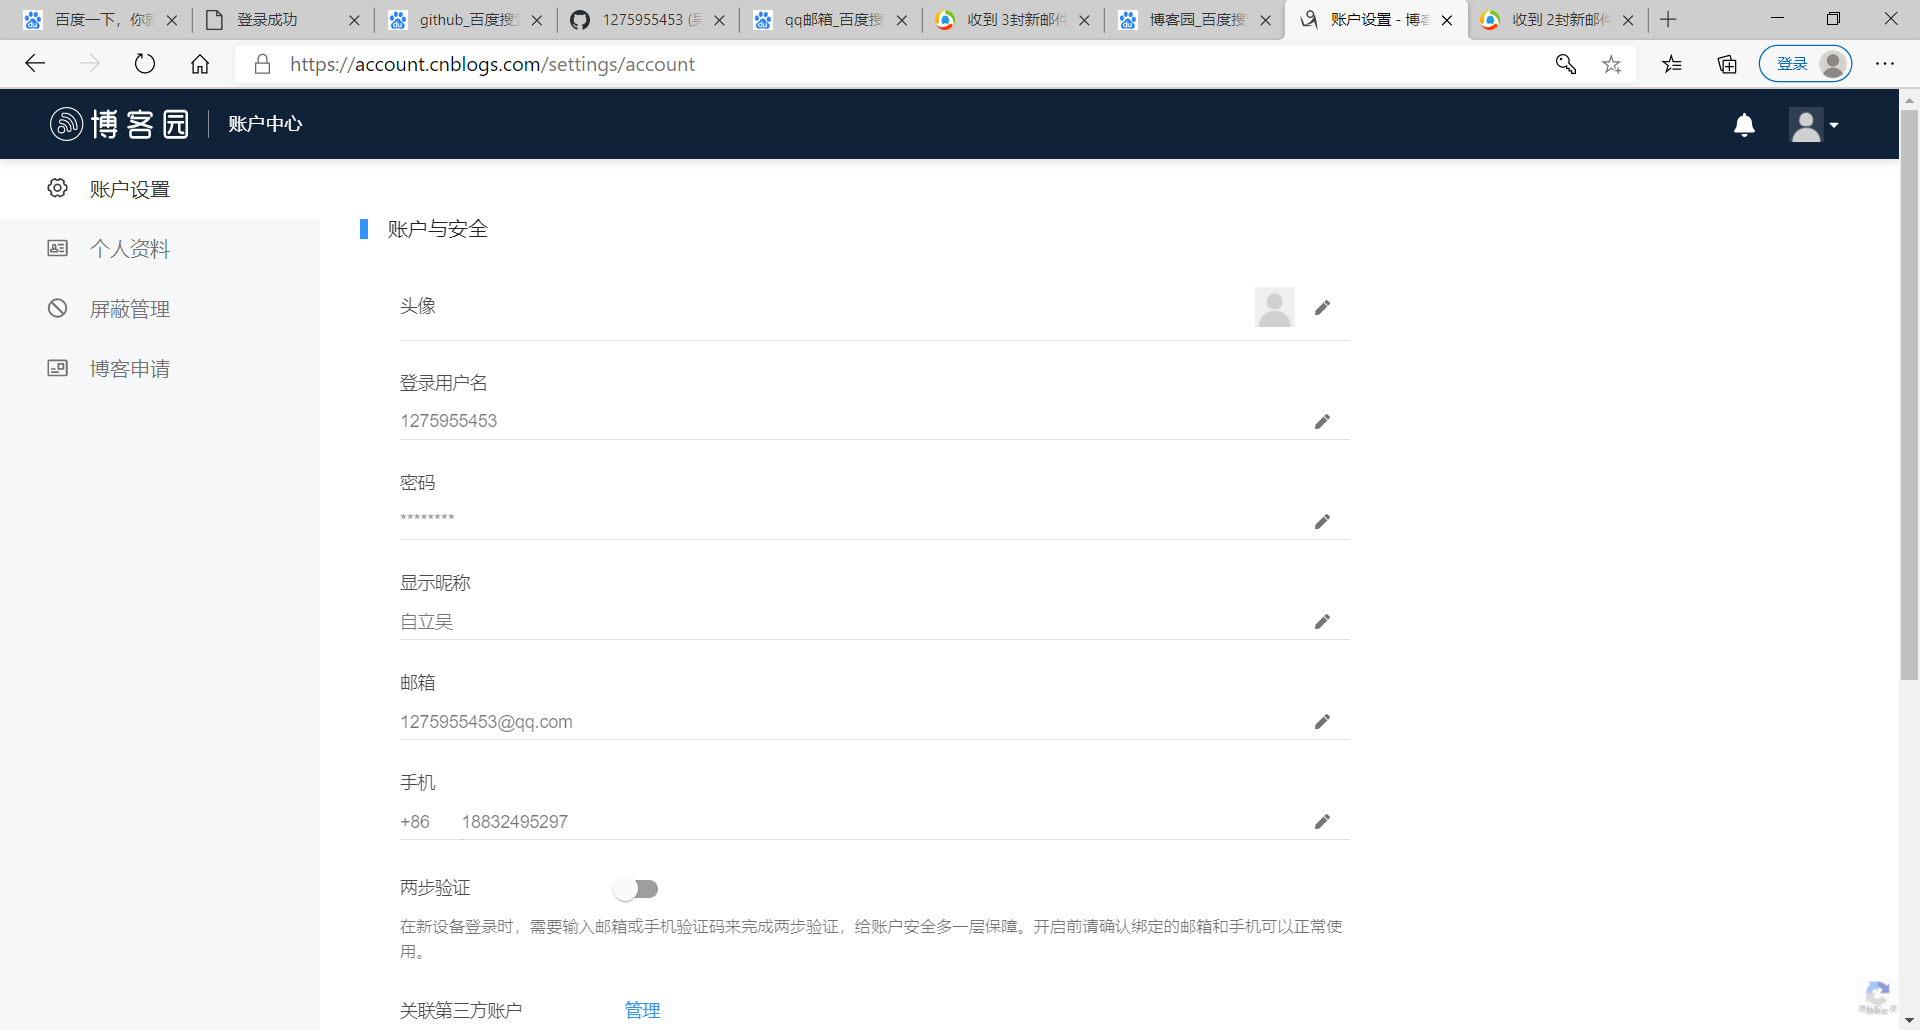 百度一下，你就
登录成功
github_百度搜索
1275955453 (吴
qq邮箱_百度搜
收到 3封新邮件
博客园_百度搜
账户设置 - 博客
收到 2封新邮件
https://account.cnblogs.com/settings/account
登录
博客园
账户中心
账户设置
个人资料
屏蔽管理
博客申请
账户与安全
头像
登录用户名
1275955453
密码
********
显示昵称
自立吴
邮箱
1275955453@qq.com
手机
+86 18832495297
两步验证
在新设备登录时，需要输入邮箱或手机验证码来完成两步验证，给账户安全多一层保障。开启前请确认绑定的邮箱和手机可以正常使
用。
关联第三方账户 管理